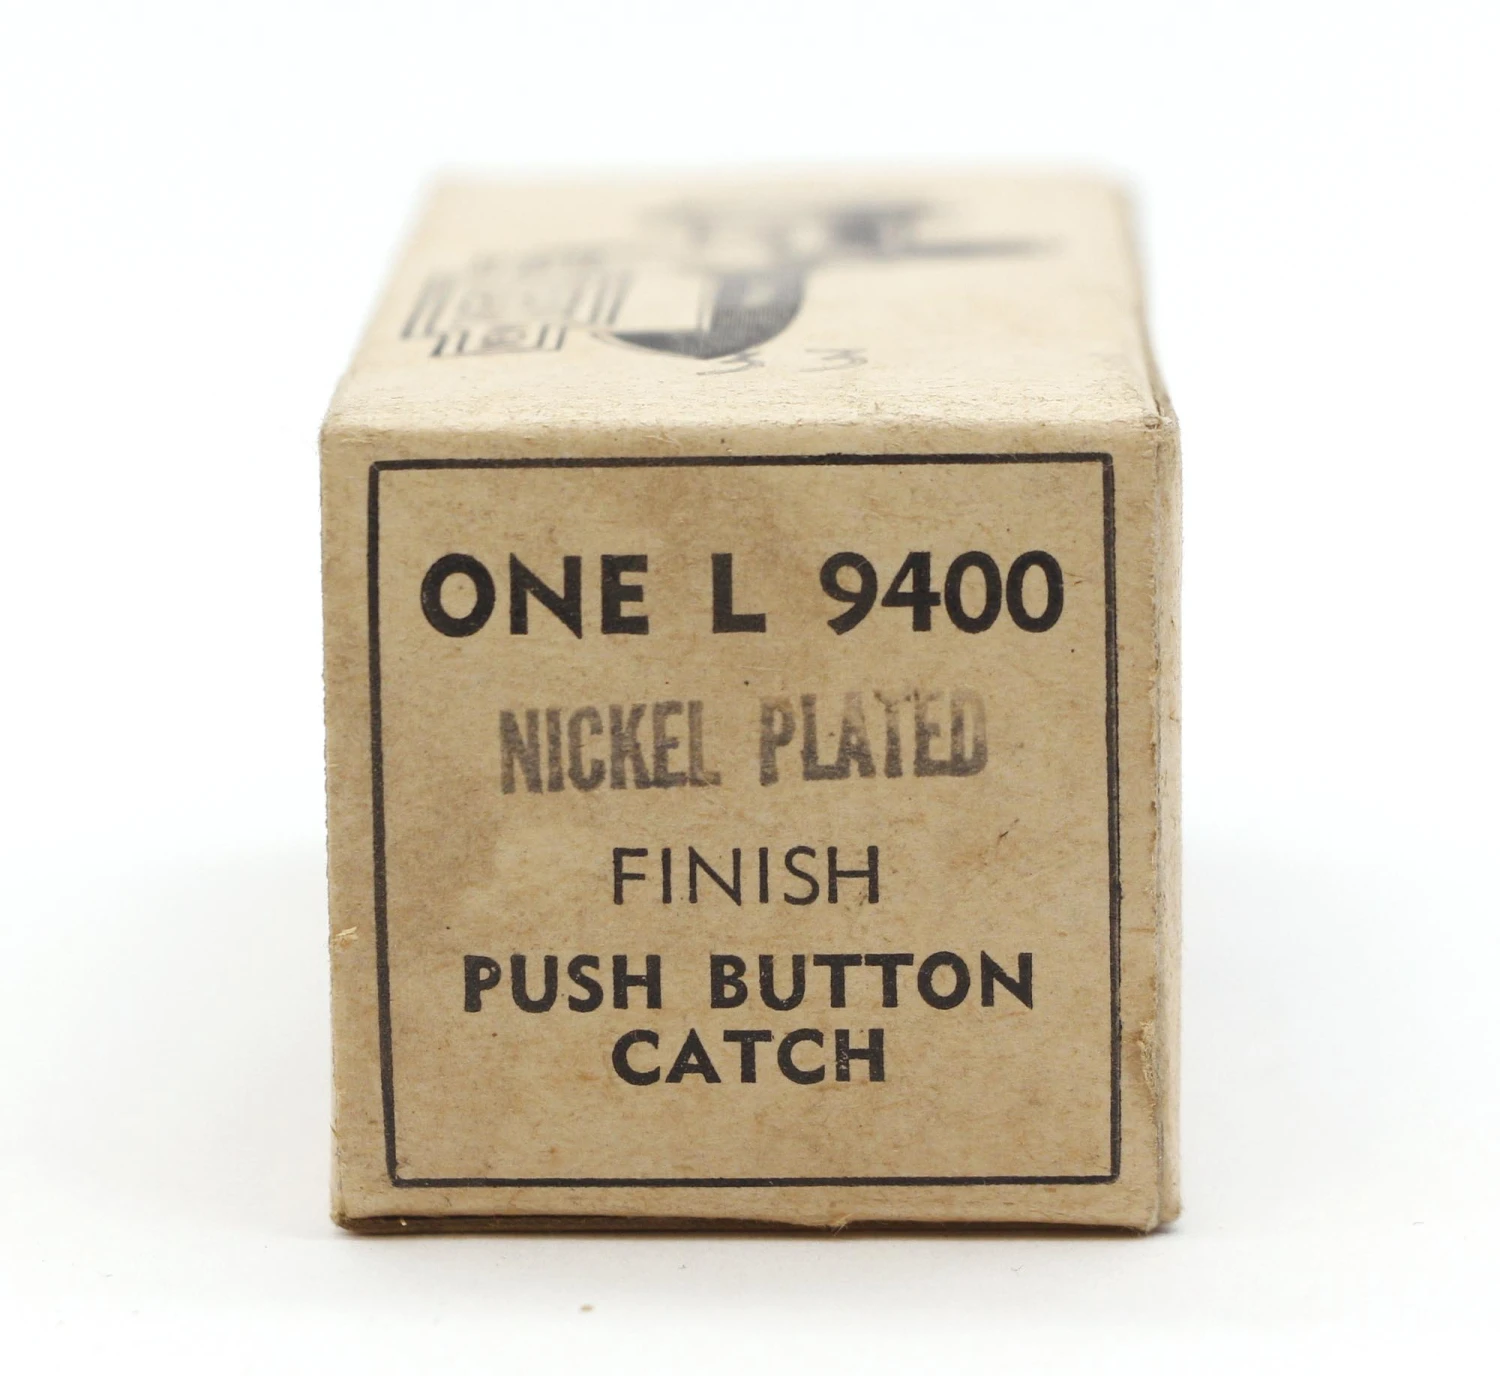 ONE L 9400
NICKEL PLATED
FINISH
PUSH BUTTON
CATCH